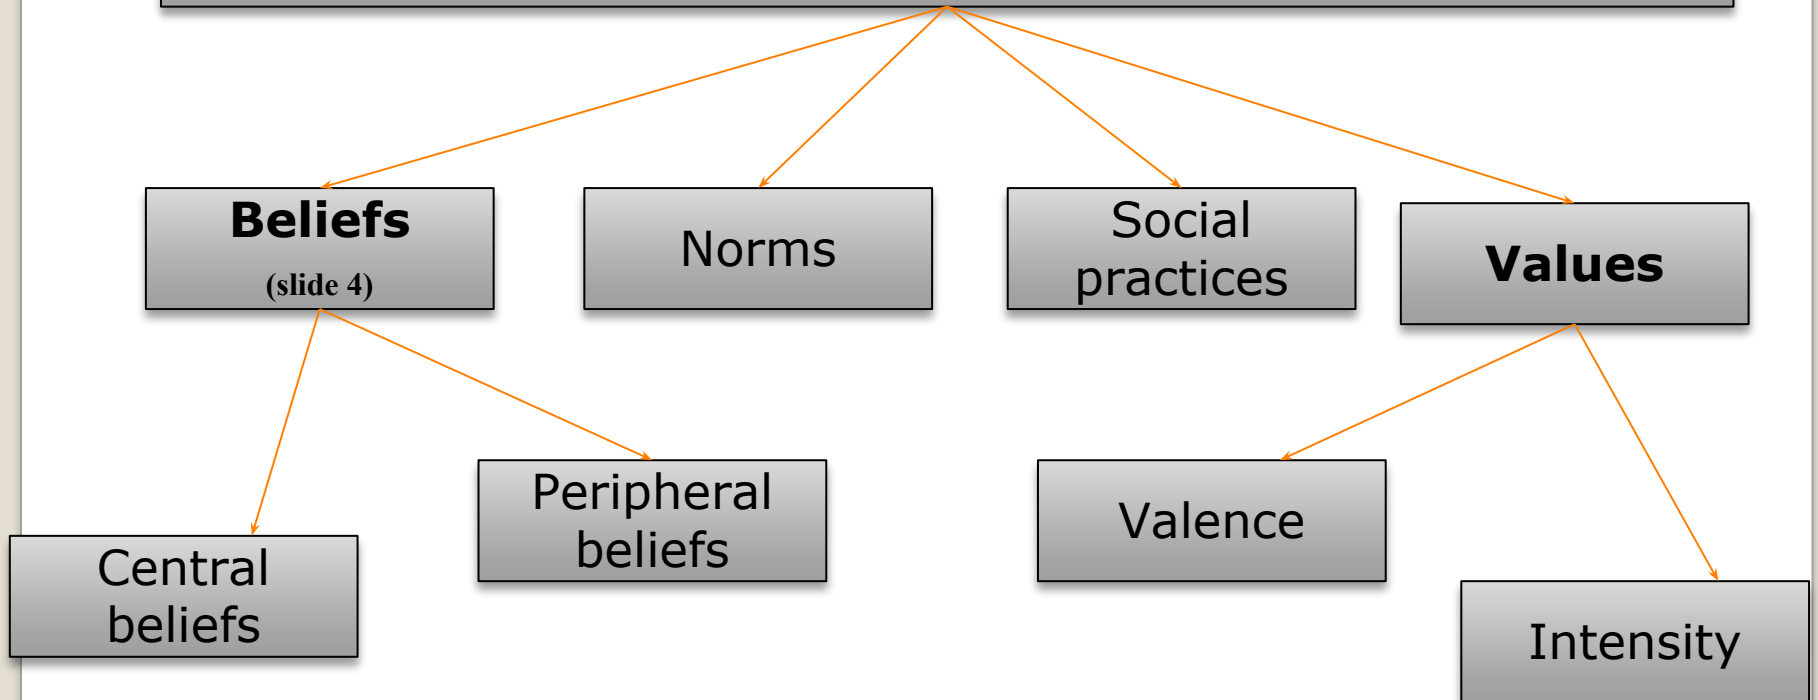 Beliefs
(slide 4)
Norms
Social
practices
Values
Peripheral
beliefs
Valence
Central
beliefs
Intensity